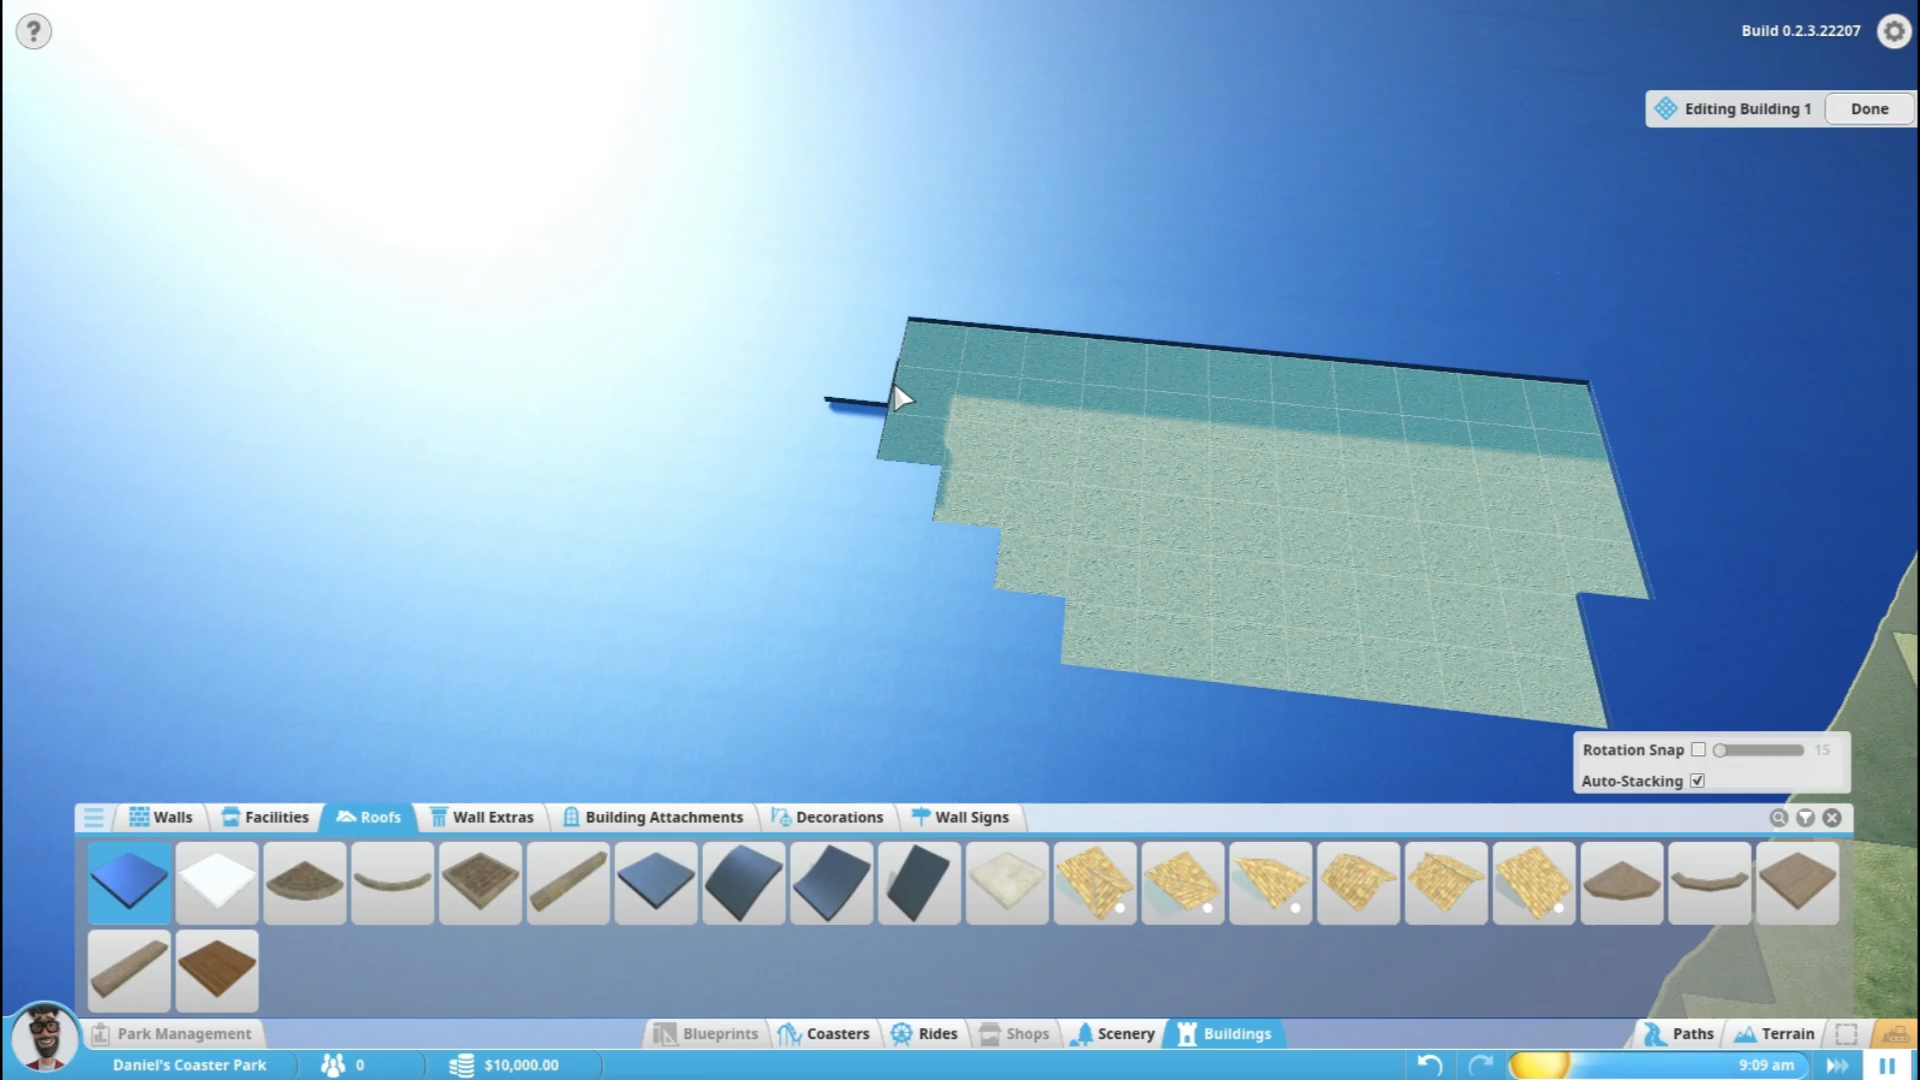 ?
Build 0.2.3.22207
Editing Building 1 Done
Rotation Snap 15
Auto-Stacking
Walls Facilities Roofs Wall Extras Building Attachments Decorations Wall Signs
Park Management Blueprints Coasters Rides Shops Scenery Buildings Paths Terrain
Daniel's Coaster Park 0 $10,000.00 9:09 am